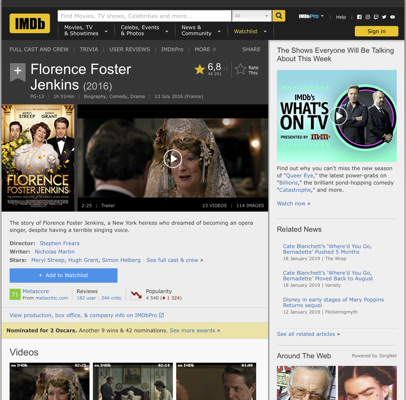 IMDb
Find Movies, TV shows, Celebrities and more...
All
Movies, TV
& Showtimes
Celebs, Events
& Photos
News &
Community
Watchlist
IMDbPro
Help
Sign in
FULL CAST AND CREW | TRIVIA | USER REVIEWS | IMDbPro | MORE
SHARE
Florence Foster
Jenkins (2016)
PG-13 | 1h 51min | Biography, Comedy, Drama | 13 July 2016 (France)
6,8
Rate
This
STREEP
GRANT
FLORENCE
FOSTER JENKINS
2:25 | Trailer
23 VIDEOS | 114 IMAGES
The story of Florence Foster Jenkins, a New York heiress who dreamed of becoming an opera
singer, despite having a terrible singing voice.
Director: Stephen Frears
Writer: Nicholas Martin
Stars: Meryl Streep, Hugh Grant, Simon Helberg | See full cast & crew »
+ Add to Watchlist
Metascore
From metacritic.com
Reviews
182 user | 244 critic
Popularity
4 540 ( 1 324)
View production, box office, & company info on IMDbPro
Nominated for 2 Oscars. Another 9 wins & 42 nominations. See more awards »
Videos
The Shows Everyone Will Be Talking
About This Week
IMDb's
WHAT'S
ON TV
PRESENTED BY m&m's
Find out why you can't miss the new season
of "Queer Eye," the latest power-grabs on
"Billions," the brilliant pond-hopping comedy
"Catastrophe," and more.
Watch now »
Related News
Cate Blanchett's 'Where'd You Go,
Bernadette' Pushed 5 Months
18 January 2019 | The Wrap
Cate Blanchett's 'Where'd You Go,
Bernadette' Moved Back to August
18 January 2019 | Variety
Disney in early stages of Mary Poppins
Returns sequel
12 January 2019 | Flickeringmyth
See all related articles »
Around The Web
Powered by ZergNet